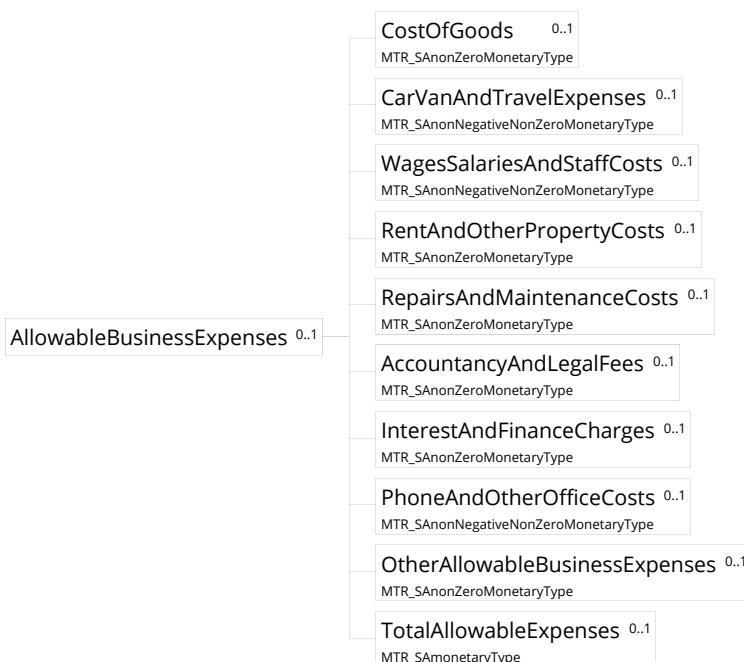 CostOfGoods 0..1
MTR_SAnonZeroMonetaryType
CarVanAndTravelExpenses 0..1
MTR_SAnonNegativeNonZeroMonetaryType
WagesSalariesAndStaffCosts 0..1
MTR_SAnonNegativeNonZeroMonetaryType
RentAndOtherPropertyCosts 0..1
MTR_SAnonZeroMonetaryType
RepairsAndMaintenanceCosts 0..1
MTR_SAnonZeroMonetaryType
AllowableBusinessExpenses 0..1
AccountancyAndLegalFees 0..1
MTR_SAnonZeroMonetaryType
InterestAndFinanceCharges 0..1
MTR_SAnonZeroMonetaryType
PhoneAndOtherOfficeCosts 0..1
MTR_SAnonNegativeNonZeroMonetaryType
OtherAllowableBusinessExpenses 0..1
MTR_SAnonZeroMonetaryType
TotalAllowableExpenses 0..1
MTR_SAmonetaryType